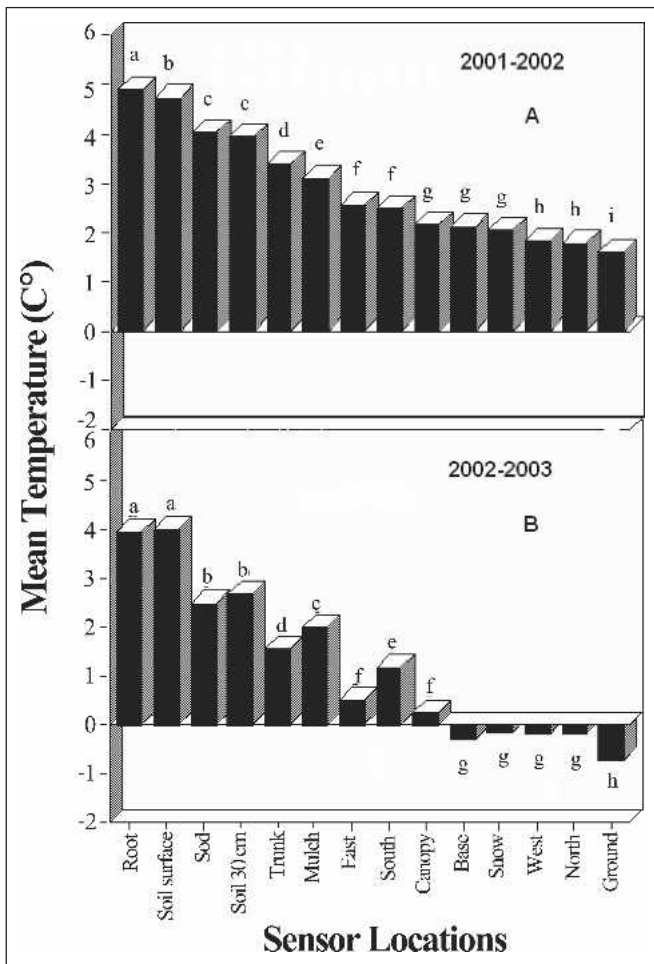 6
5
4
3
2
1
0
-1
-2
a
b
c
c
d
e
f
f
g
g
g
h
h
i
2001-2002
A
Mean Temperature (C°)
6
5
4
3
2
1
0
-1
-2
a
a
b
b
d
c
f
e
f
g
g
g
g
h
2002-2003
B
Root
Soil surface
Sod
Soil 30 cm
Trunk
Mulch
East
South
Canopy
Base
Snow
West
North
Ground
Sensor Locations